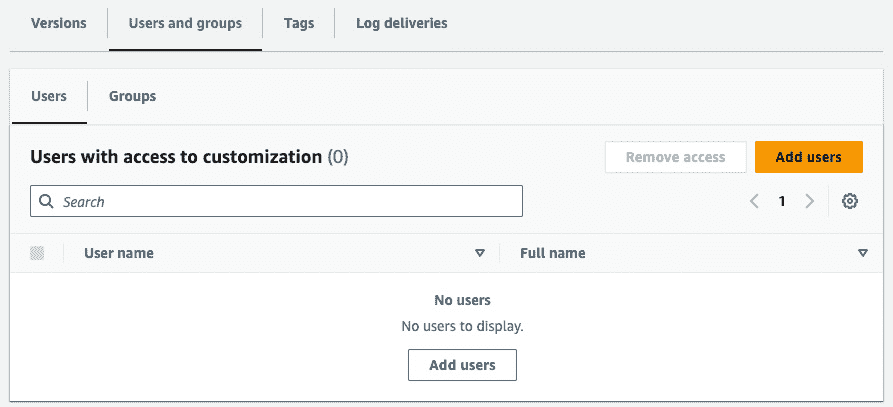 Versions Users and groups Tags Log deliveries
Users Groups
Users with access to customization (0) Remove access Add users
Search 1
User name Full name
No users
No users to display.
Add users